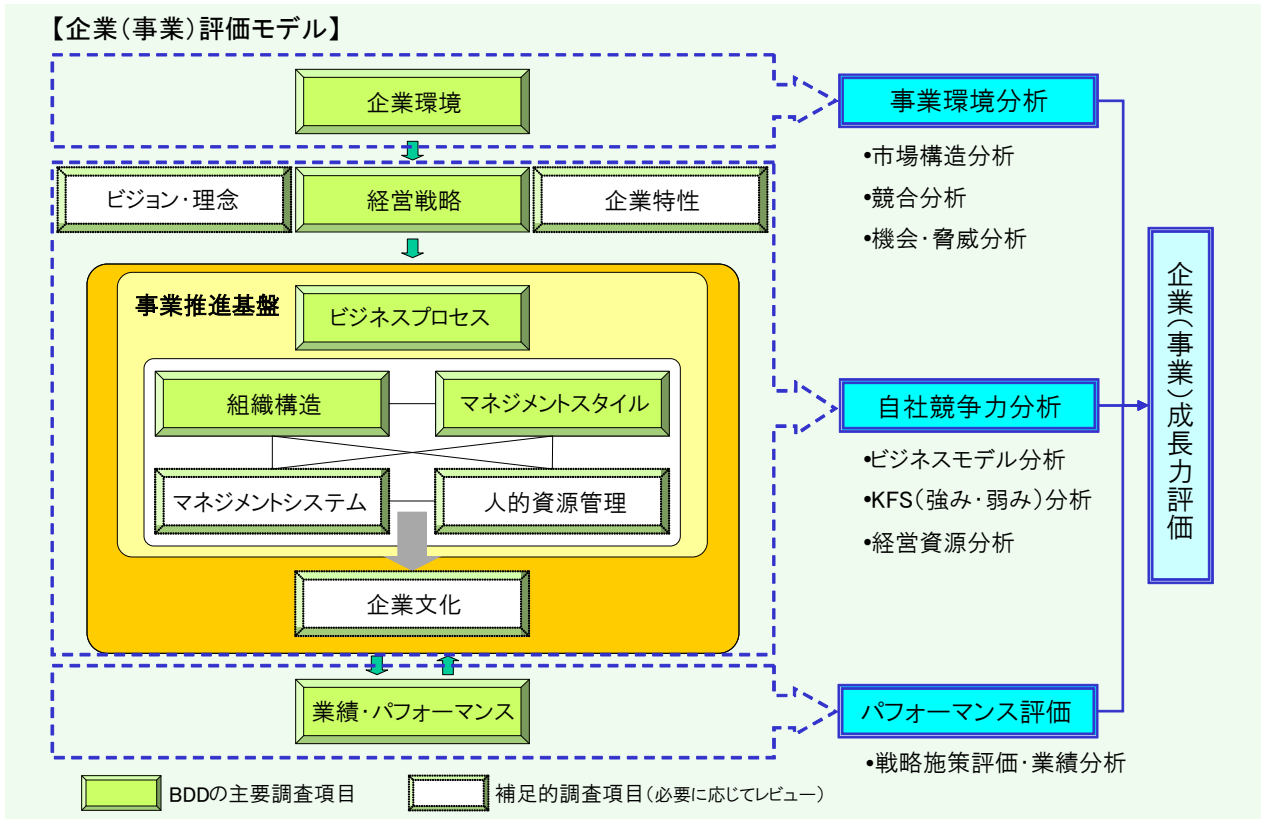 【企業（事業）評価モデル】
企業環境
ビジョン・理念
経営戦略
企業特性
事業推進基盤
ビジネスプロセス
組織構造
マネジメントスタイル
マネジメントシステム
人的資源管理
企業文化
業績・パフォーマンス
事業環境分析
•市場構造分析
•競合分析
•機会・脅威分析
自社競争力分析
•ビジネスモデル分析
•KFS（強み・弱み）分析
•経営資源分析
パフォーマンス評価
•戦略施策評価・業績分析
企業（事業）成長力評価
BDDの主要調査項目
補足的調査項目（必要に応じてレビュー）